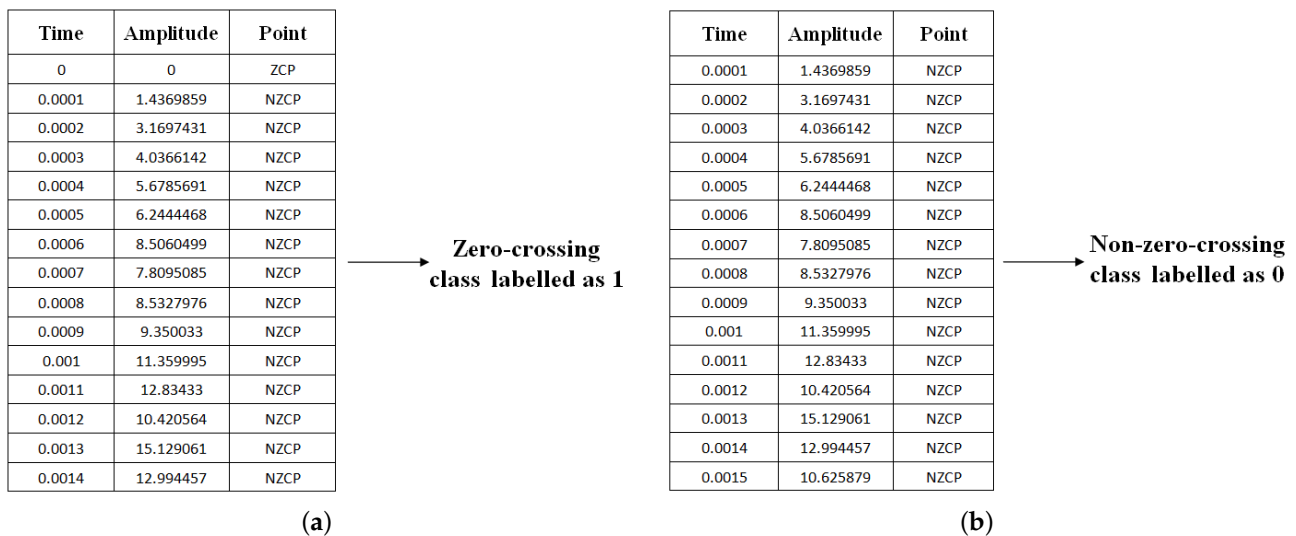 Time Amplitude Point
0 0 ZCP
0.0001 1.4369859 NZCP
0.0002 3.1697431 NZCP
0.0003 4.0366142 NZCP
0.0004 5.6785691 NZCP
0.0005 6.2444468 NZCP
0.0006 8.5060499 NZCP
0.0007 7.8095085 NZCP
0.0008 8.5327976 NZCP
0.0009 9.350033 NZCP
0.001 11.359995 NZCP
0.0011 12.83433 NZCP
0.0012 10.420564 NZCP
0.0013 15.129061 NZCP
0.0014 12.994457 NZCP
Zero-crossing
class labelled as 1
(a)
Time Amplitude Point
0.0001 1.4369859 NZCP
0.0002 3.1697431 NZCP
0.0003 4.0366142 NZCP
0.0004 5.6785691 NZCP
0.0005 6.2444468 NZCP
0.0006 8.5060499 NZCP
0.0007 7.8095085 NZCP
0.0008 8.5327976 NZCP
0.0009 9.350033 NZCP
0.001 11.359995 NZCP
0.0011 12.83433 NZCP
0.0012 10.420564 NZCP
0.0013 15.129061 NZCP
0.0014 12.994457 NZCP
0.0015 10.625879 NZCP
Non-zero-crossing
class labelled as 0
(b)